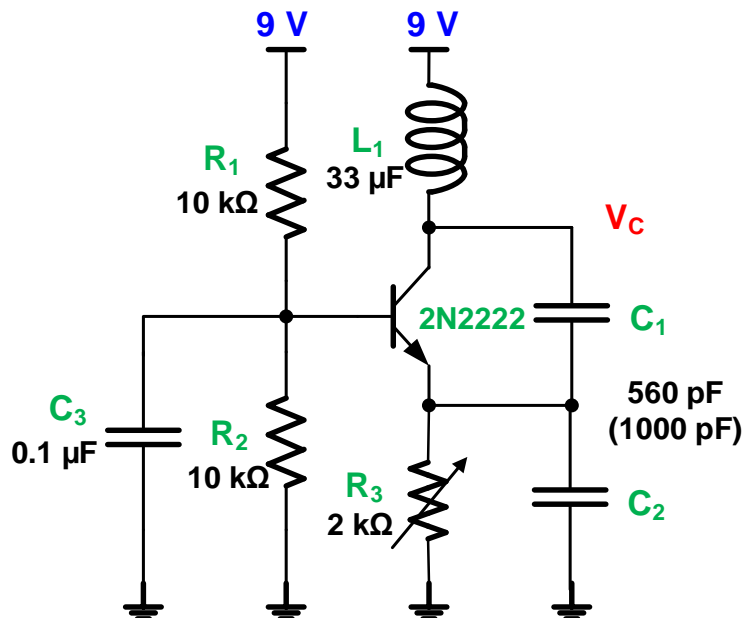 9 V
9 V
R1
10 kΩ
L1
33 µF
VC
2N2222
C1
560 pF
(1000 pF)
C3
0.1 µF
R2
10 kΩ
R3
2 kΩ
C2